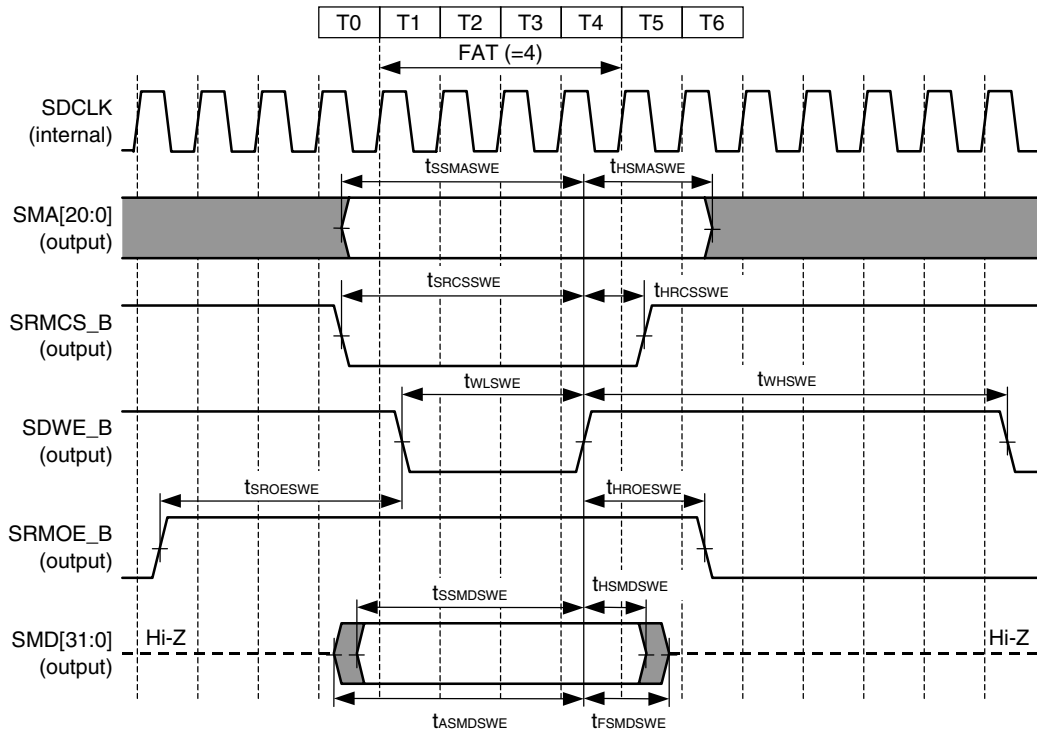 T0 T1 T2 T3 T4 T5 T6
FAT (=4)
SDCLK
(internal)
tSSMASWE tHSMASWE
SMA[20:0]
(output)
tSRCSSWE tHRCSSWE
SRMCS_B
(output)
tWLSWE tWHSWE
SDWE_B
(output)
tSROESWE tHROESWE
SRMOE_B
(output)
tSSMDSWE tHSMDSWE
SMD[31:0]
(output)
Hi-Z Hi-Z
tASMDSWE tFSMDSWE